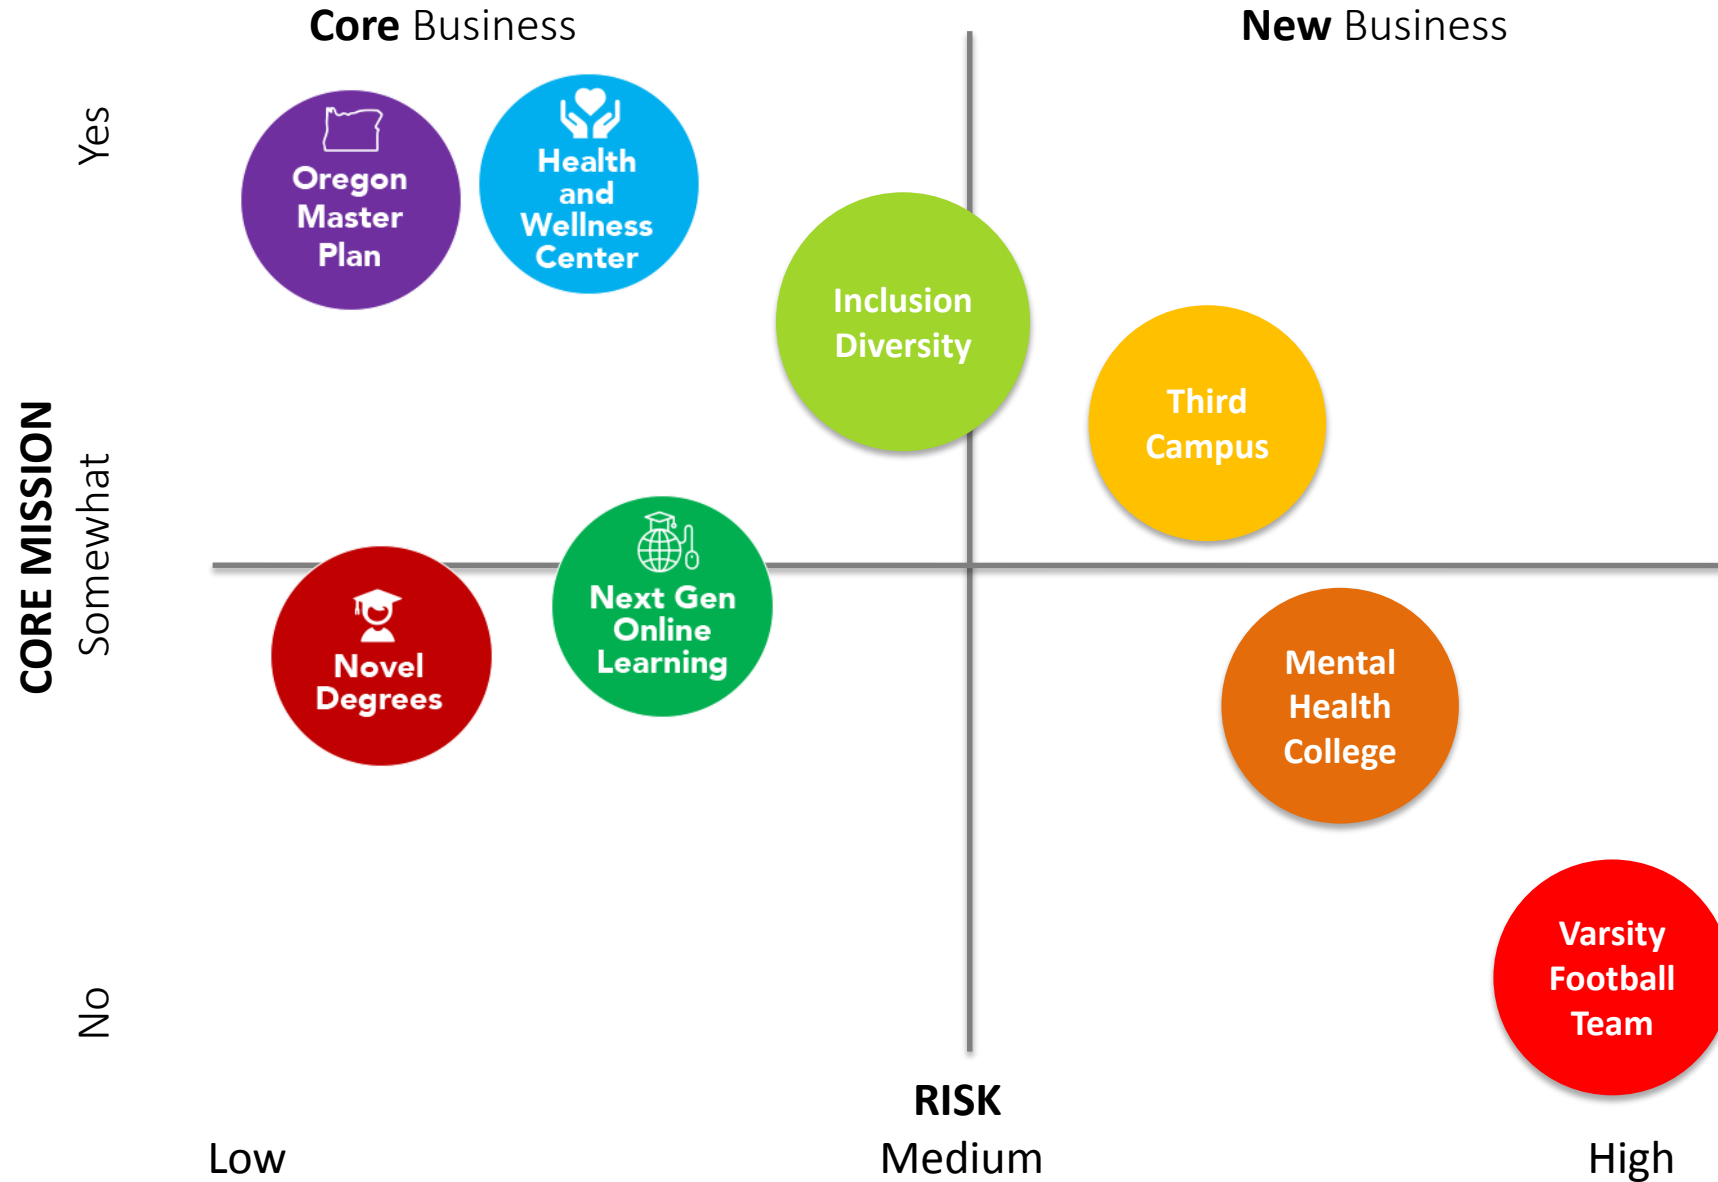 Core Business
New Business
Yes
Oregon
Master
Plan
Health
and
Wellness
Center
Inclusion
Diversity
Third
Campus
CORE MISSION
Somewhat
Novel
Degrees
Next Gen
Online
Learning
Mental
Health
College
No
Varsity
Football
Team
RISK
Low
Medium
High